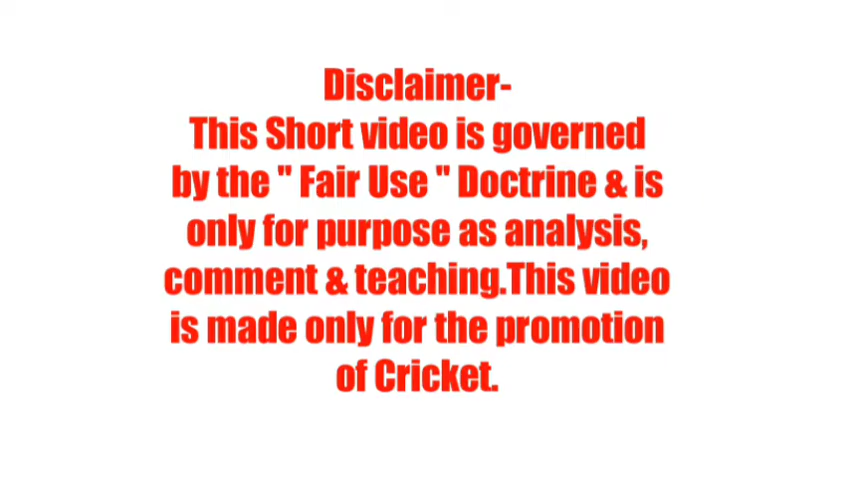 Disclaimer-
This Short video is governed
by the " Fair Use " Doctrine & is
only for purpose as analysis,
comment & teaching.This video
is made only for the promotion
of Cricket.